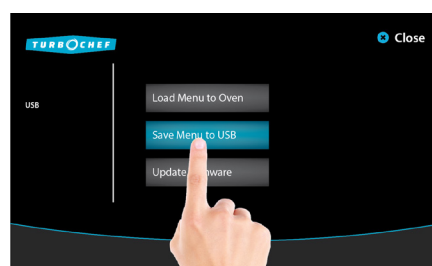 TURBOCHEF
Close
USB
Load Menu to Oven
Save Menu to USB
Update